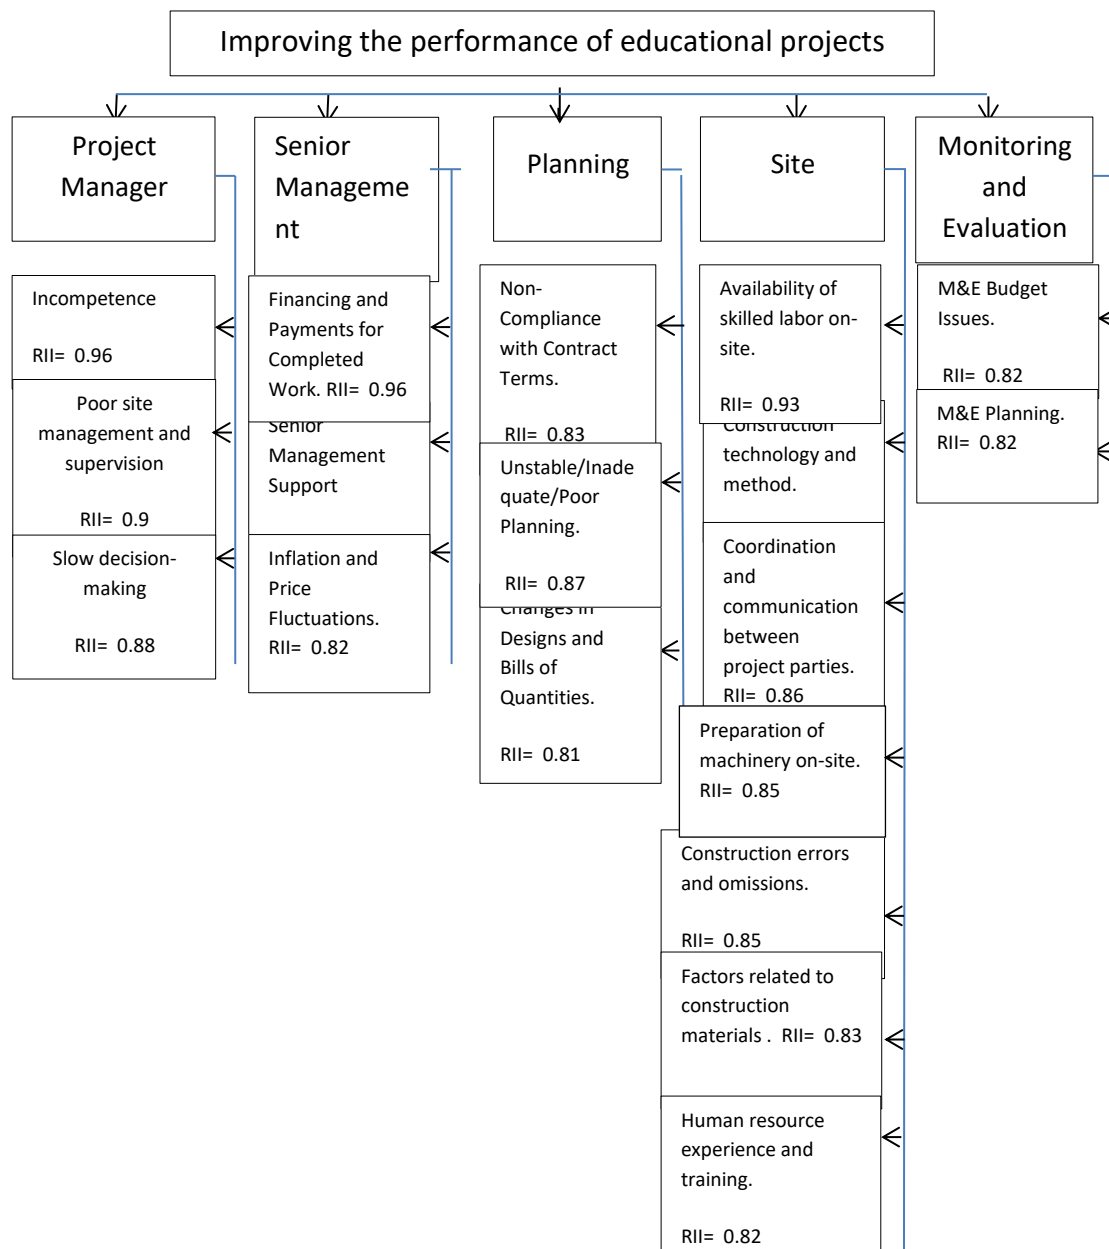 Improving the performance of educational projects
Project
Manager
Incompetence
RII= 0.96
Poor site
management and
supervision
RII= 0.9
Slow decision-
making
RII= 0.88
Senior
Manageme
nt
Financing and
Payments for
Completed
Work. RII= 0.96
Senior
Management
Support
Inflation and
Price
Fluctuations.
RII= 0.82
Planning
Non-
Compliance
with Contract
Terms.
RII= 0.83
Unstable/Inade
quate/Poor
Planning.
RII= 0.87
Changes in
Designs and
Bills of
Quantities.
RII= 0.81
Site
Availability of
skilled labor on-
site.
RII= 0.93
Construction
technology and
method.
Coordination
and
communication
between
project parties.
RII= 0.86
Preparation of
machinery on-site.
RII= 0.85
Construction errors
and omissions.
RII= 0.85
Factors related to
construction
materials . RII= 0.83
Human resource
experience and
training.
RII= 0.82
Monitoring
and
Evaluation
M&E Budget
Issues.
RII= 0.82
M&E Planning.
RII= 0.82